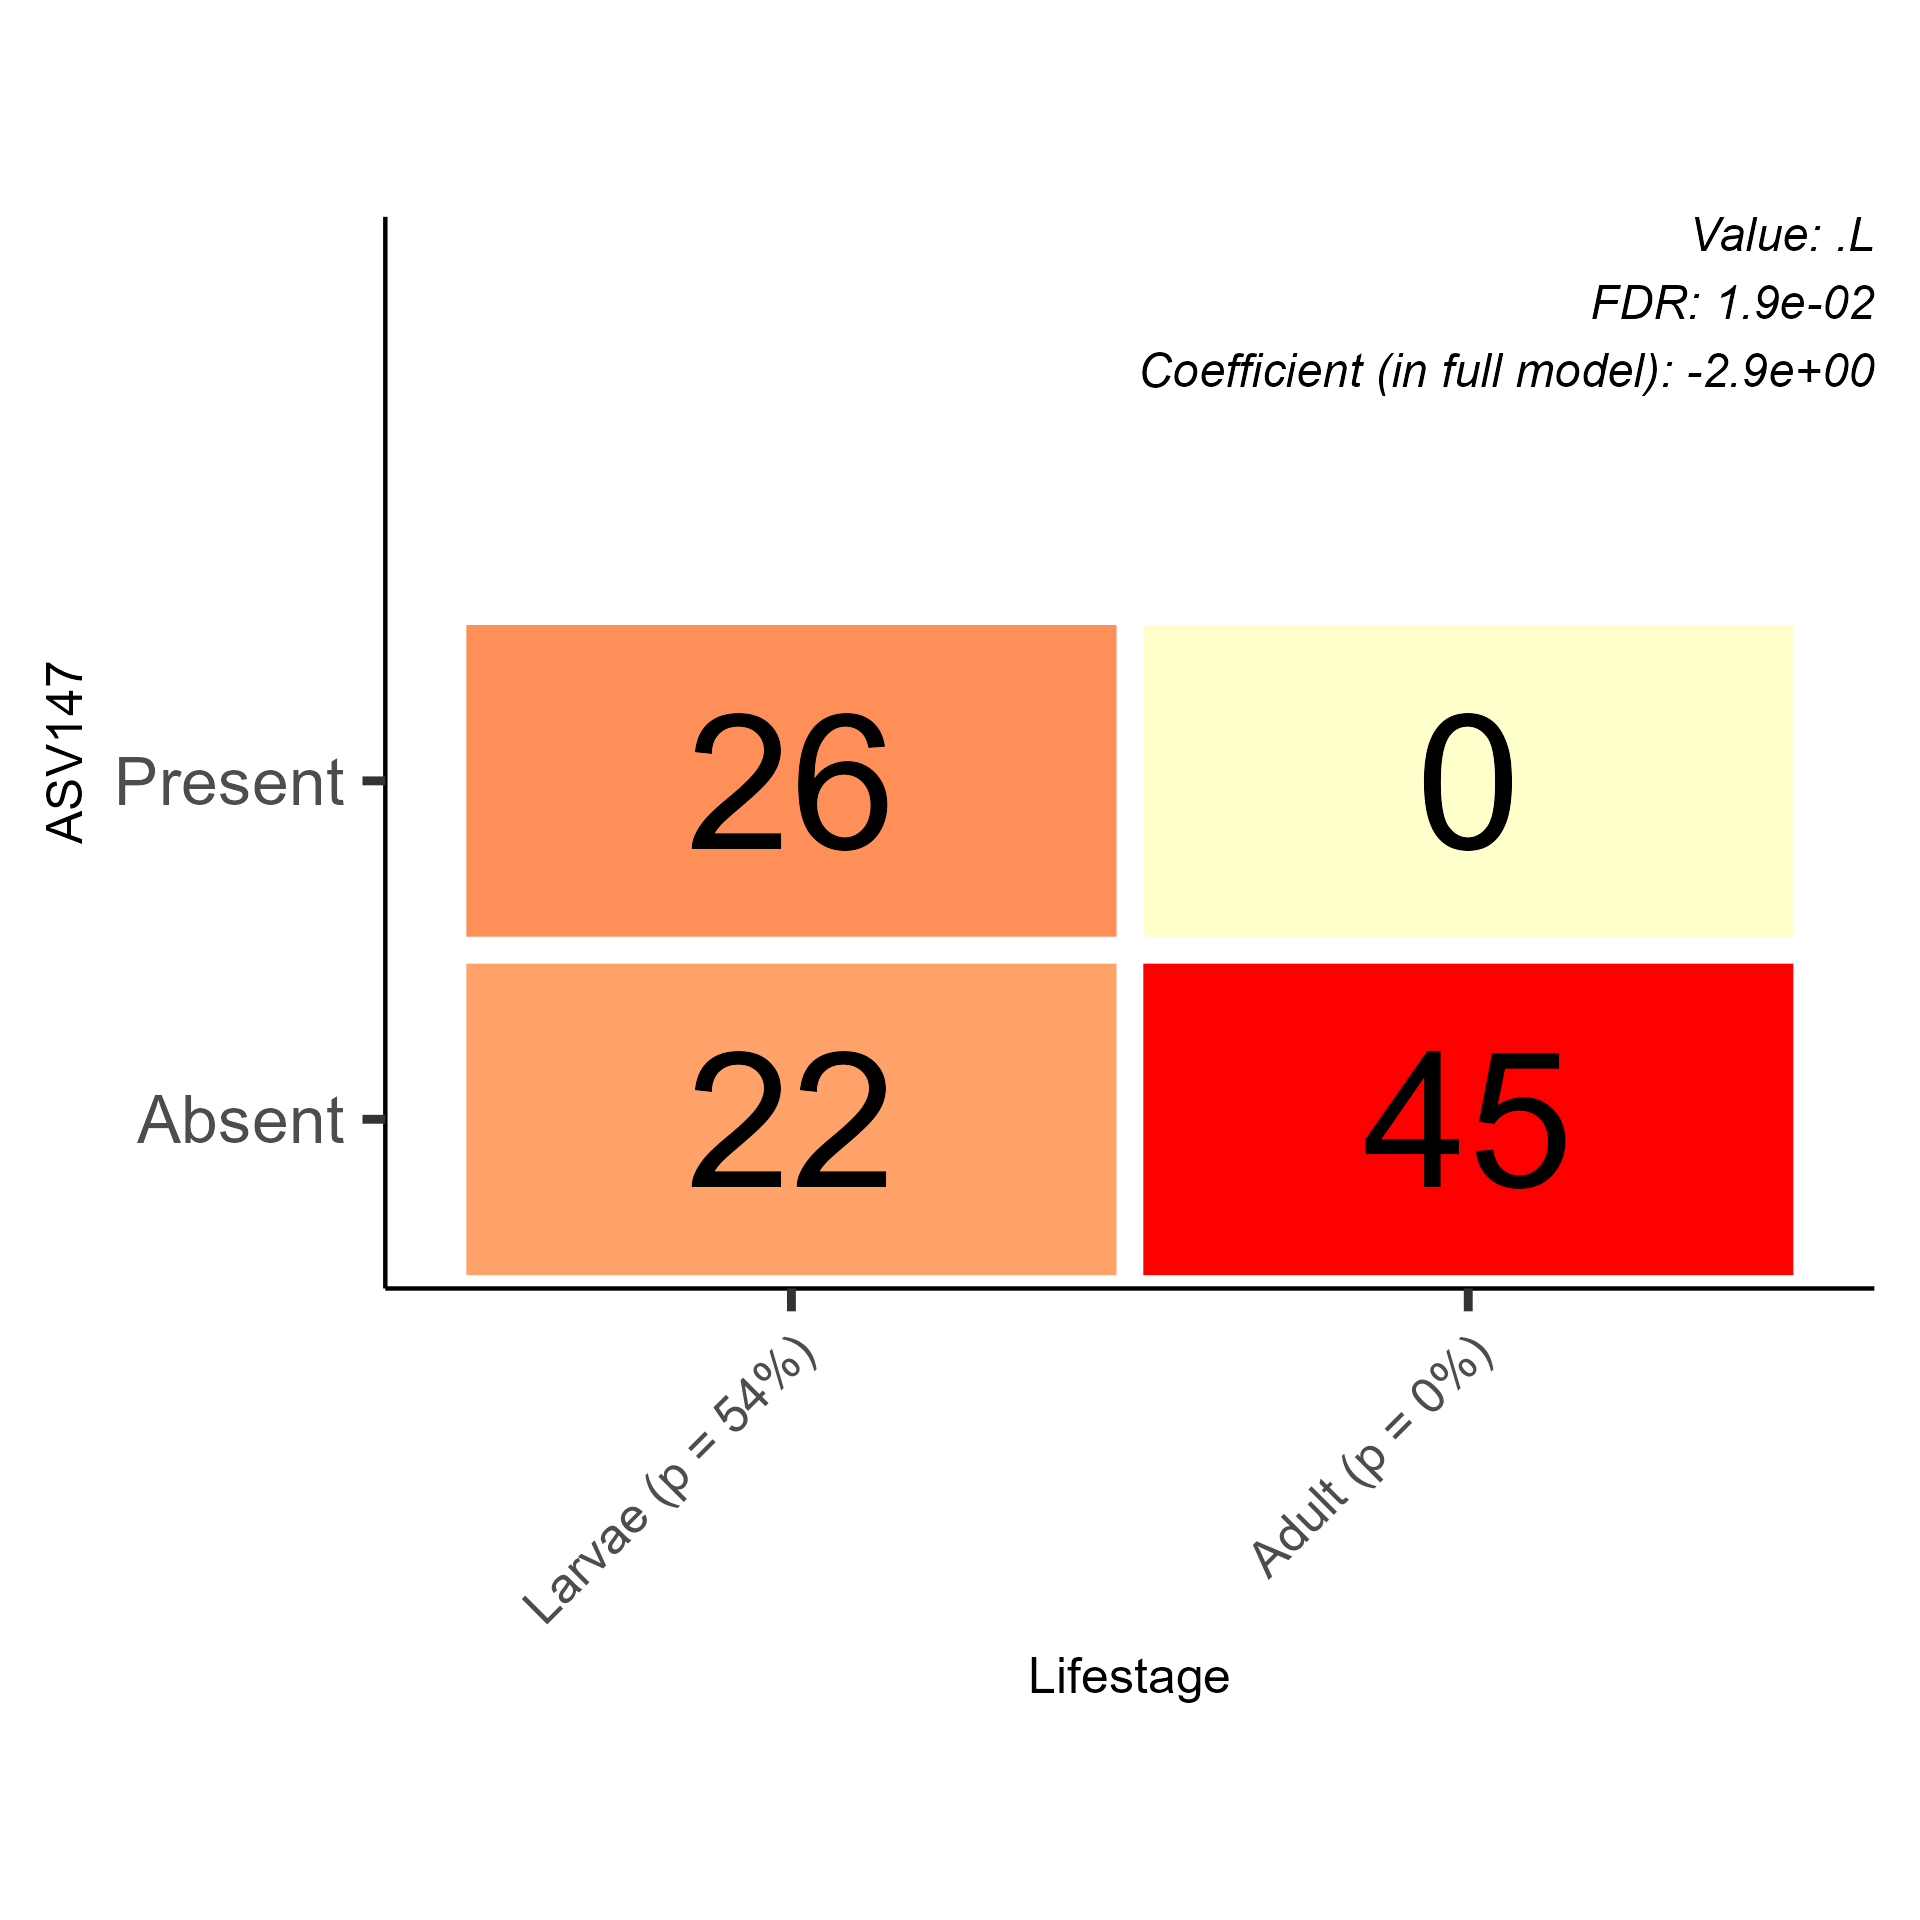 Value: .L
FDR: 1.9e-02
Coefficient (in full model): -2.9e+00
ASV147
Present
26
0
Absent
22
45
Larvae (p = 54%)
Adult (p = 0%)
Lifestage